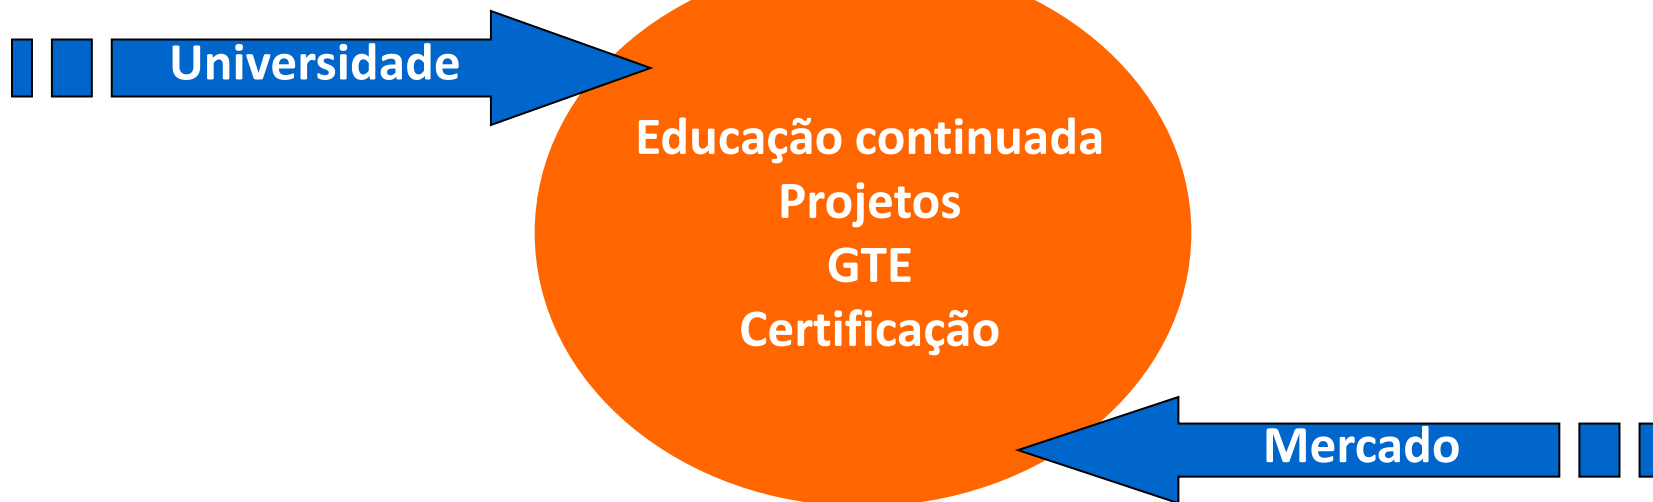 Universidade
Educação continuada
Projetos
GTE
Certificação
Mercado